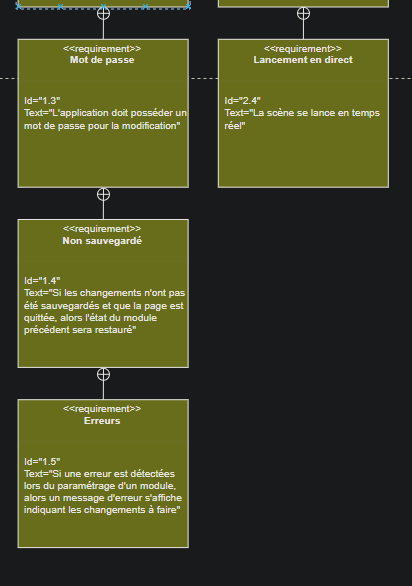 <<requirement>>
Mot de passe
Id="1.3"
Text="L'application doit posséder un
mot de passe pour la modification"
<<requirement>>
Lancement en direct
Id="2.4"
Text="La scène se lance en temps
réel"
<<requirement>>
Non sauvegardé
Id="1.4"
Text="Si les changements n'ont pas
été sauvegardés et que la page est
quittée, alors l'état du module
précédent sera restauré"
<<requirement>>
Erreurs
Id="1.5"
Text="Si une erreur est détectées
lors du paramétrage d'un module,
alors un message d'erreur s'affiche
indiquant les changements à faire"